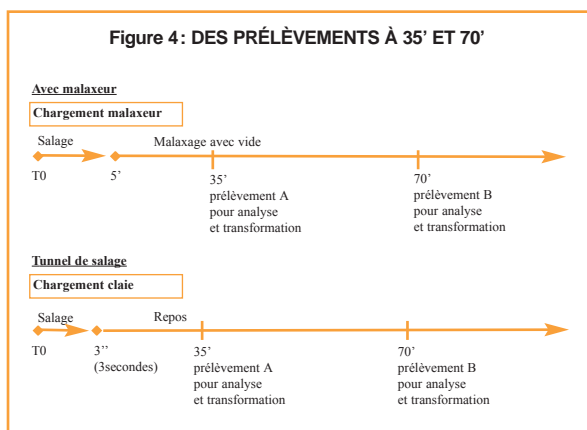 Figure 4: DES PRÉLÈVEMENTS À 35’ ET 70’
Avec malaxeur
Chargement malaxeur
Salage Malaxage avec vide
T0 5’ 35’ 70’
prélèvement A prélèvement B
pour analyse pour analyse
et transformation et transformation
Tunnel de salage
Chargement claie
Salage Repos
T0 3’’ 35’ 70’
(3secondes) prélèvement A prélèvement B
pour analyse pour analyse
et transformation et transformation